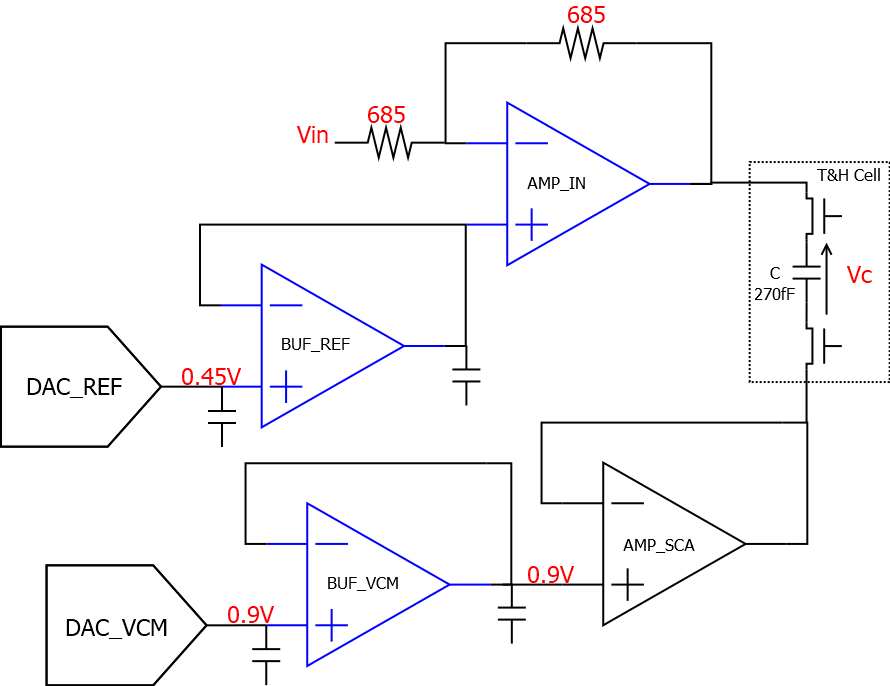 685
685
Vin
AMP_IN
T&H Cell
C
270fF
Vc
BUF_REF
DAC_REF
0.45V
AMP_SCA
BUF_VCM
0.9V
DAC_VCM
0.9V